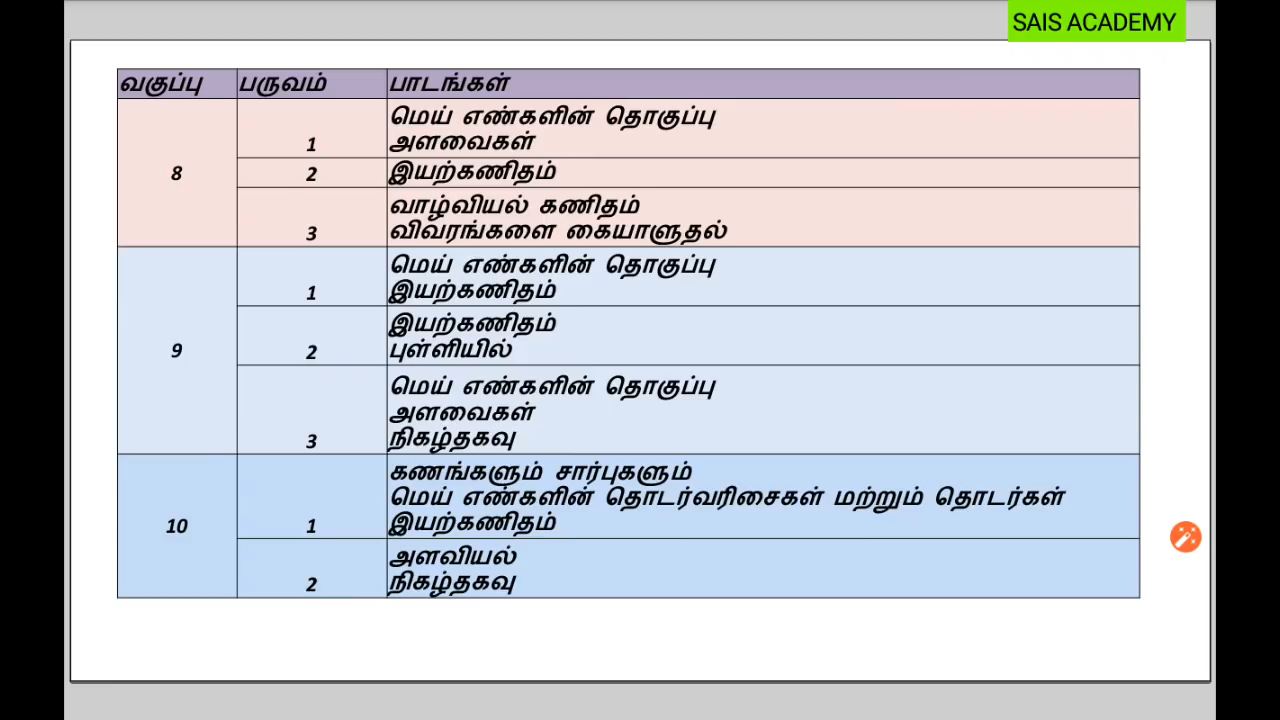 SAIS ACADEMY
வகுப்பு பருவம் பாடங்கள்
மெய் எண்களின் தொகுப்பு
8 1 அளவைகள்
2 இயற்கணிதம்
வாழ்வியல் கணிதம்
3 விவரங்களை கையாளுதல்
மெய் எண்களின் தொகுப்பு
1 இயற்கணிதம்
இயற்கணிதம்
9 2 புள்ளியில்
மெய் எண்களின் தொகுப்பு
அளவைகள்
3 நிகழ்தகவு
கணங்களும் சார்புகளும்
மெய் எண்களின் தொடர்வரிசைகள் மற்றும் தொடர்கள்
10 1 இயற்கணிதம்
அளவியல்
2 நிகழ்தகவு